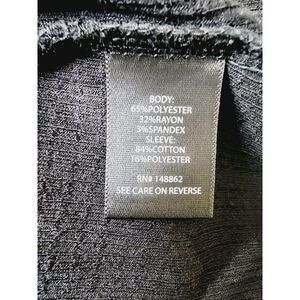 BODY:
65%POLYESTER
32%RAYON
3%SPANDEX
SLEEVE:
84%COTTON
16%POLYESTER
RN# 148862
SEE CARE ON REVERSE